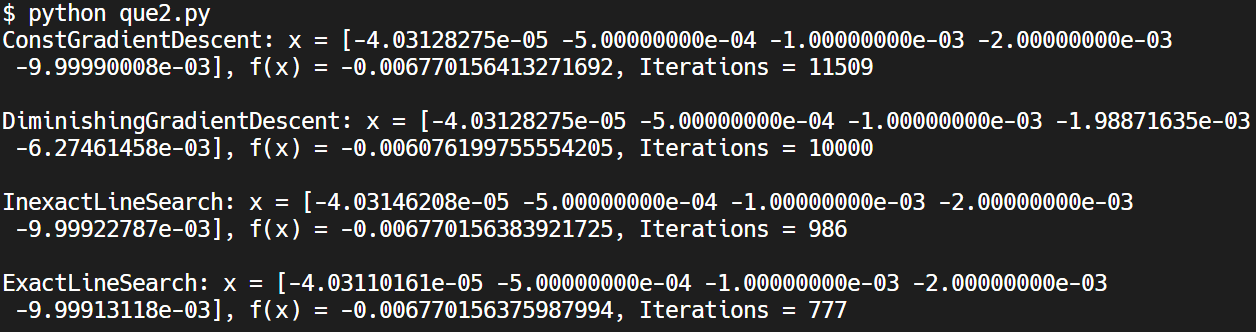 $ python que2.py
ConstGradientDescent: x = [-4.03128275e-05 -5.00000000e-04 -1.00000000e-03 -2.00000000e-03
 -9.99990008e-03], f(x) = -0.006770156413271692, Iterations = 11509

DiminishingGradientDescent: x = [-4.03128275e-05 -5.00000000e-04 -1.00000000e-03 -1.98871635e-03
 -6.27461458e-03], f(x) = -0.006076199755554205, Iterations = 10000

InexactLineSearch: x = [-4.03146208e-05 -5.00000000e-04 -1.00000000e-03 -2.00000000e-03
 -9.99922787e-03], f(x) = -0.006770156383921725, Iterations = 986

ExactLineSearch: x = [-4.03110161e-05 -5.00000000e-04 -1.00000000e-03 -2.00000000e-03
 -9.99913118e-03], f(x) = -0.006770156375987994, Iterations = 777